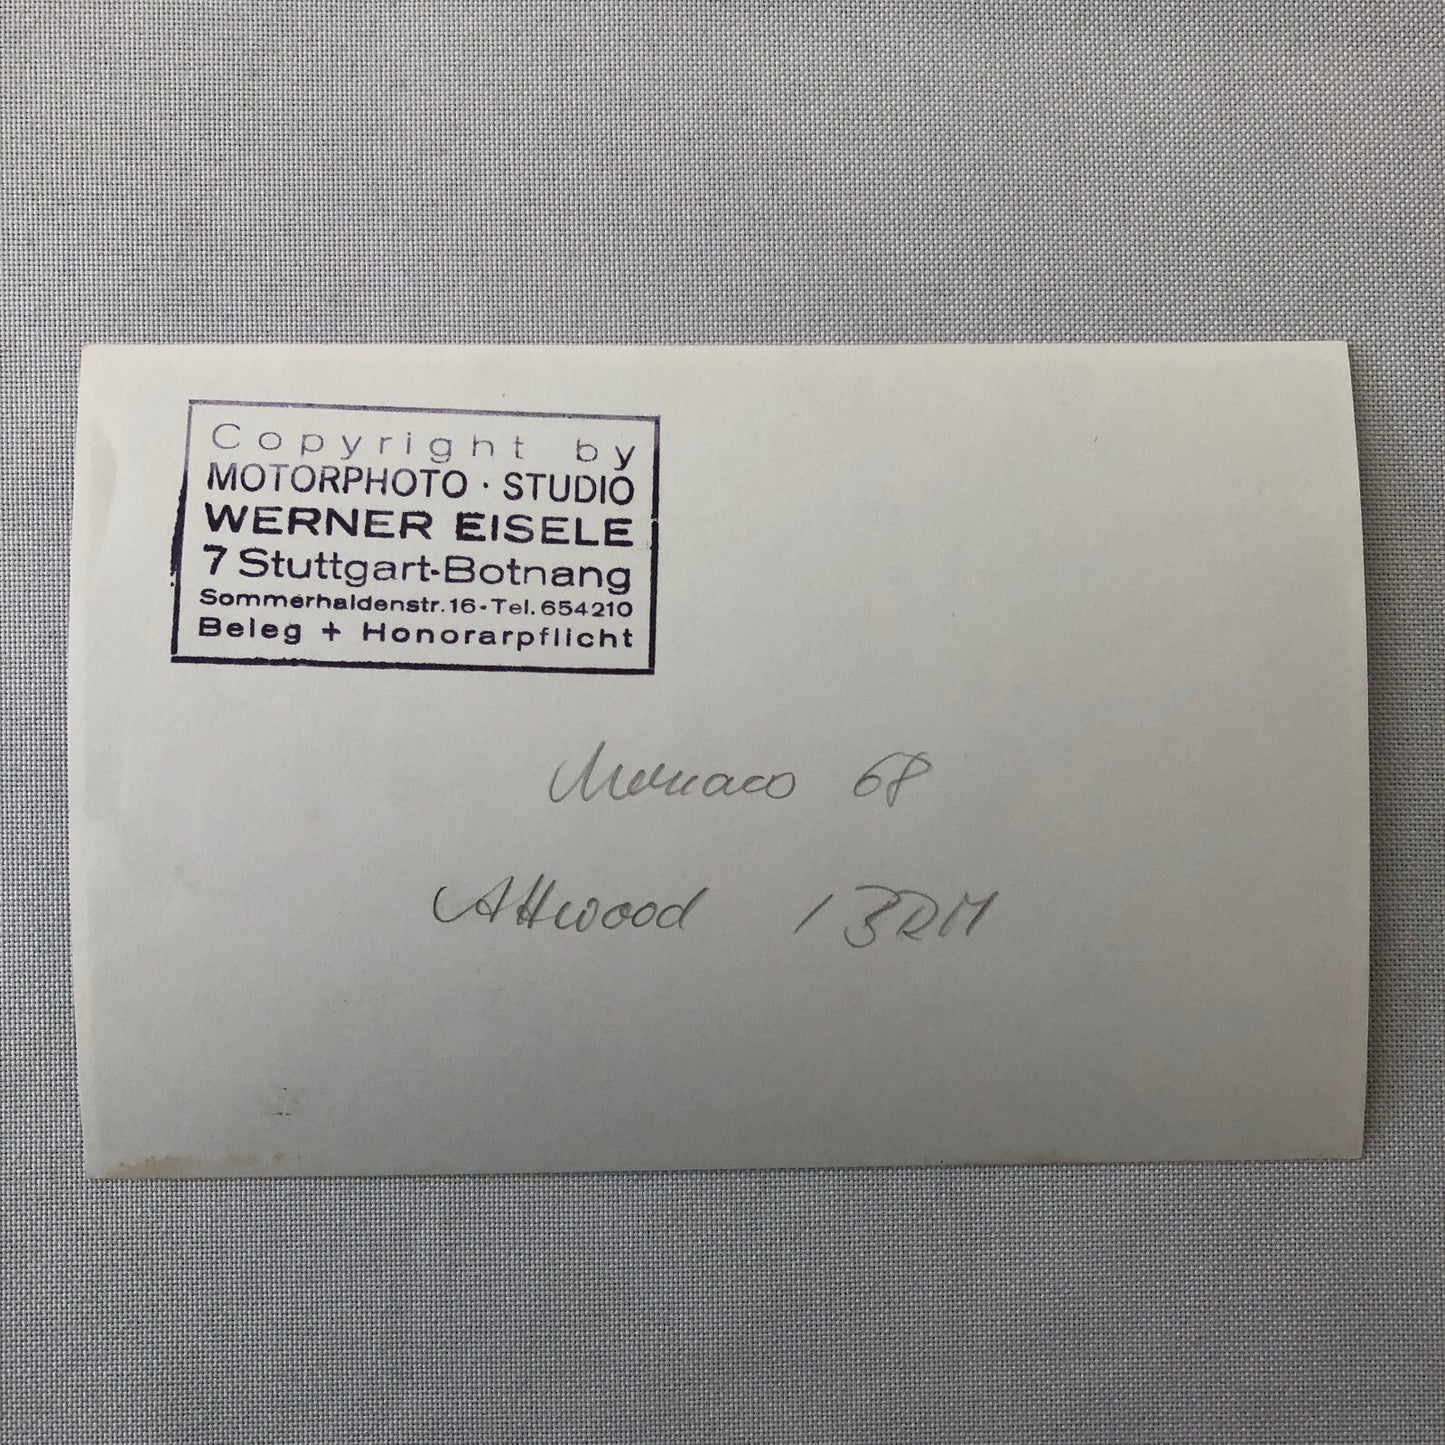 Copyright by
MOTORPHOTO · STUDIO
WERNER EISELE
7 Stuttgart-Botnang
Sommerhaldenstr. 16-Tel. 654210
Beleg + Honorarpflicht
Monaco 68
Attwood / BRM